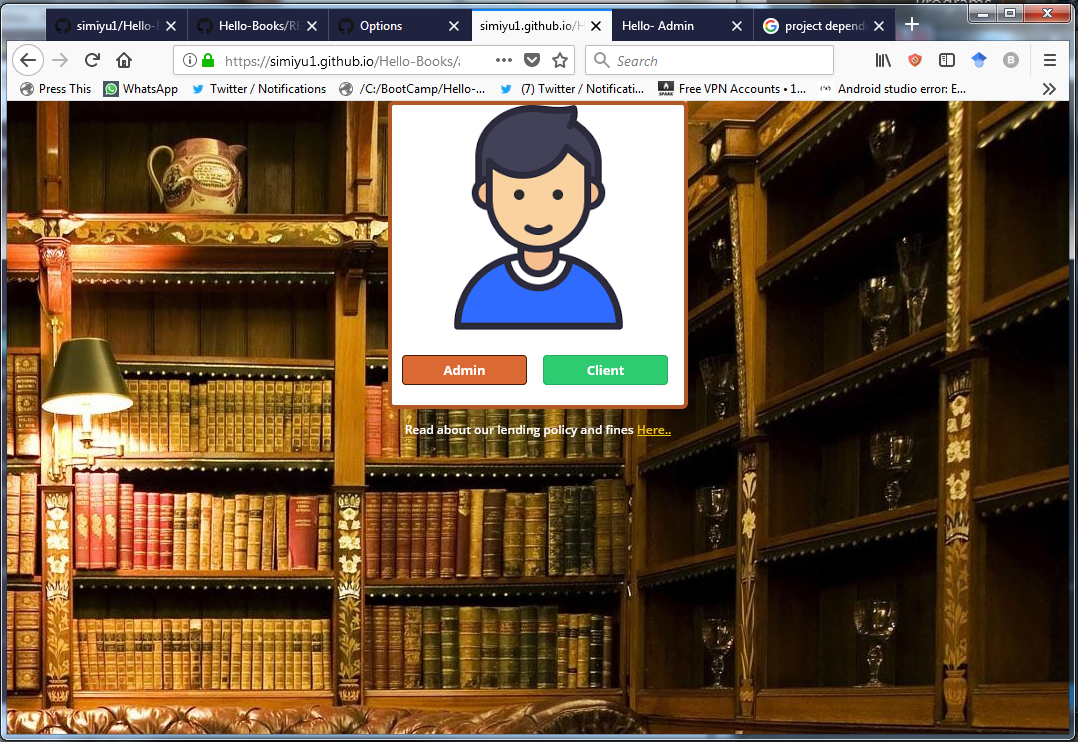 simiyu1/Hello-
Hello-Books/RE
Options
simiyu1.github.io/H
Hello- Admin
project depend
https://simiyu1.github.io/Hello-Books/
Search
Press This
WhatsApp
Twitter / Notifications
/C:/BootCamp/Hello-...
(7) Twitter / Notificati...
SPARK
Free VPN Accounts • 1...
Android studio error: E...
Admin
Client
Read about our lending policy and fines Here..